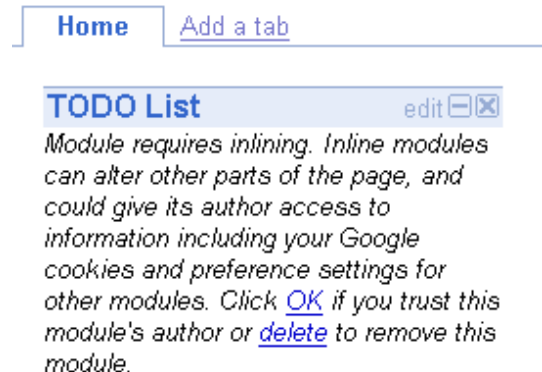 Home Add a tab
TODO List edit
Module requires inlining. Inline modules
can alter other parts of the page, and
could give its author access to
information including your Google
cookies and preference settings for
other modules. Click OK if you trust this
module's author or delete to remove this
module.